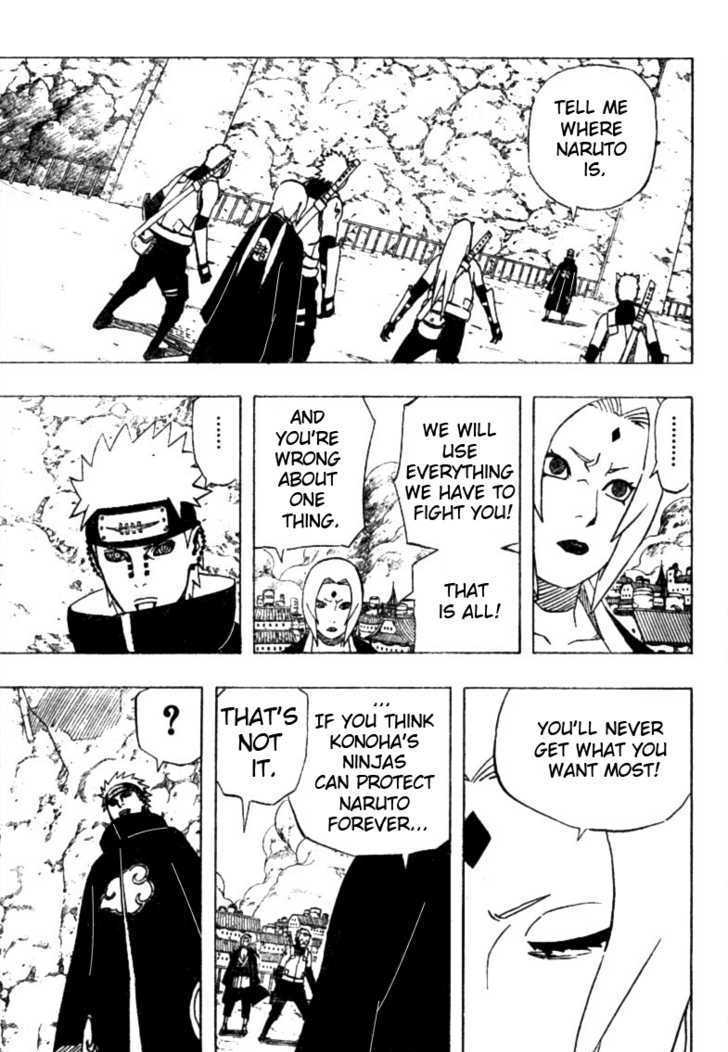 TELL ME
WHERE
NARUTO
IS.
........
WE WILL
USE
EVERYTHING
WE HAVE TO
FIGHT YOU!
THAT
IS ALL!
AND
YOU'RE
WRONG
ABOUT
ONE
THING.
........
YOU'LL NEVER
GET WHAT YOU
WANT MOST!
...
IF YOU THINK
KONOHA'S
NINJAS
CAN PROTECT
NARUTO
FOREVER...
THAT'S
NOT
IT.
?